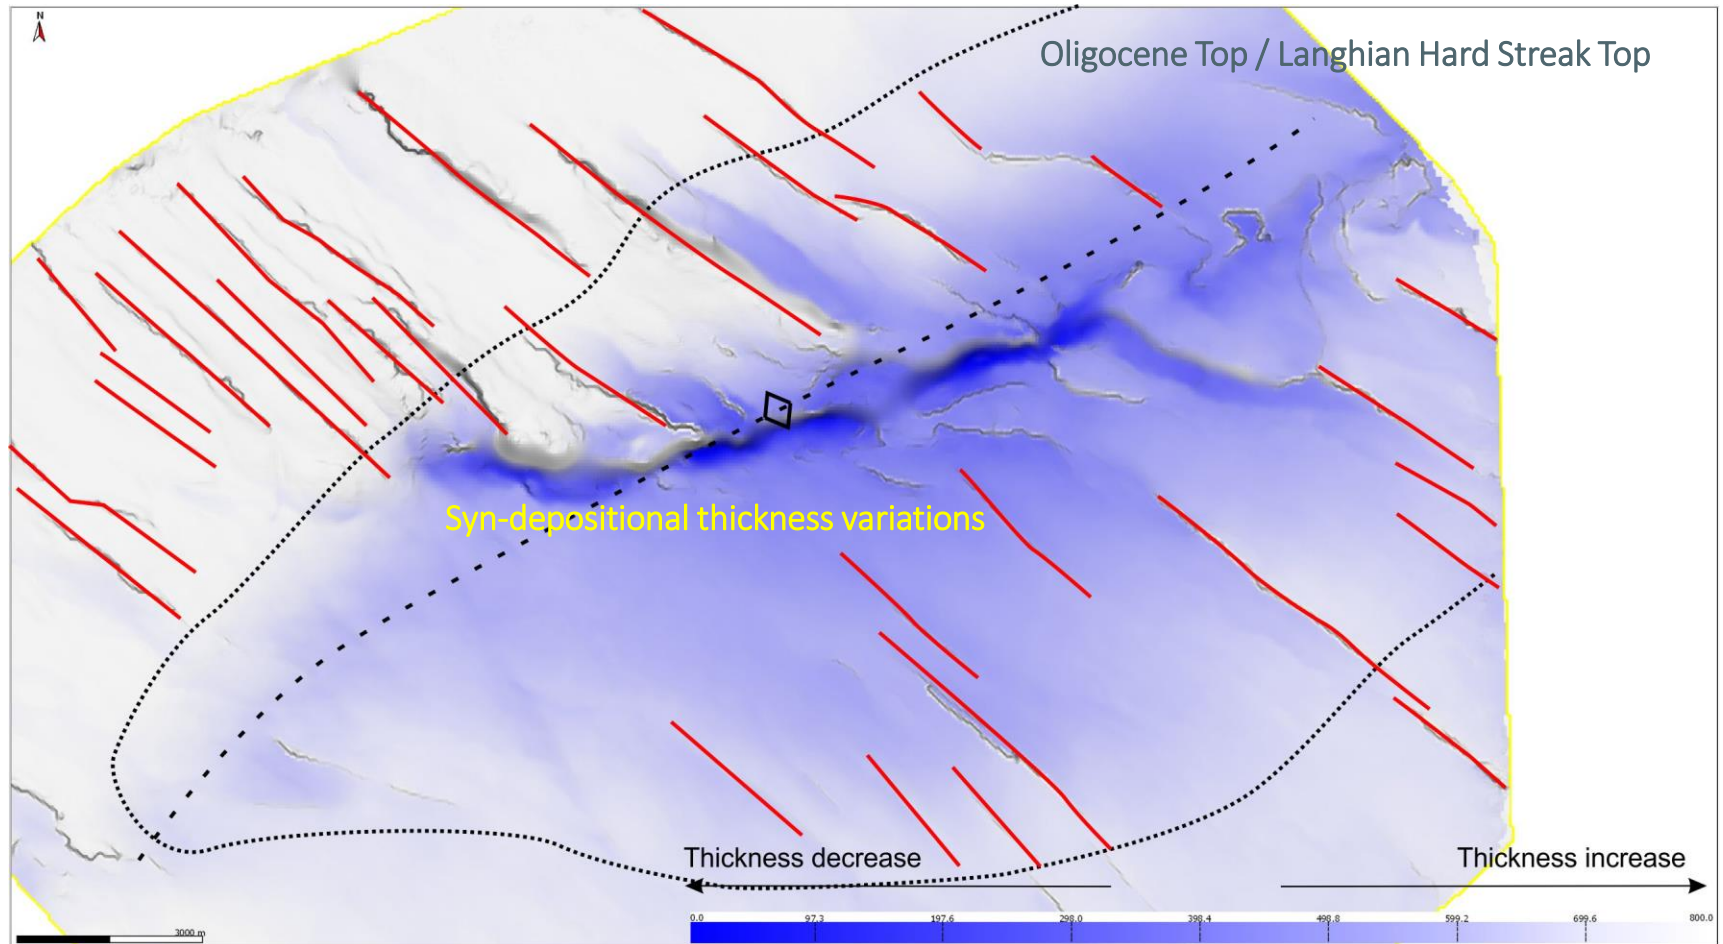 N
Oligocene Top / Langhian Hard Streak Top
Syn-depositional thickness variations
Thickness decrease
Thickness increase
0.0 97.3 197.6 298.0 398.4 498.8 599.2 699.6 800.0
3000 m